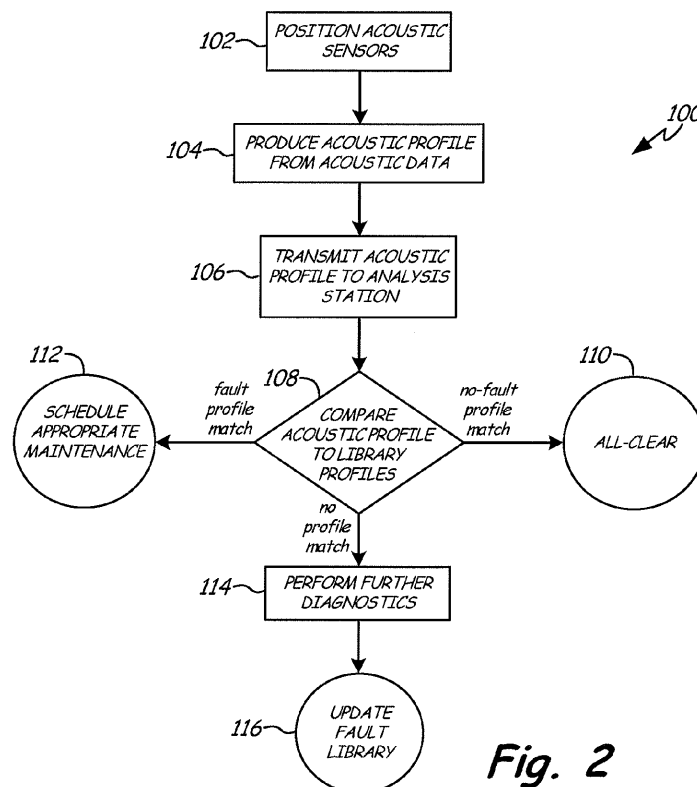 POSITION ACOUSTIC
SENSORS
102
100
PRODUCE ACOUSTIC PROFILE
FROM ACOUSTIC DATA
104
TRANSMIT ACOUSTIC
PROFILE TO ANALYSIS
STATION
106
112
SCHEDULE
APPROPRIATE
MAINTENANCE
fault
profile
match
108
COMPARE
ACOUSTIC PROFILE
TO LIBRARY
PROFILES
no-fault
profile
match
110
ALL-CLEAR
no
profile
match
114
PERFORM FURTHER
DIAGNOSTICS
116
UPDATE
FAULT
LIBRARY
Fig. 2